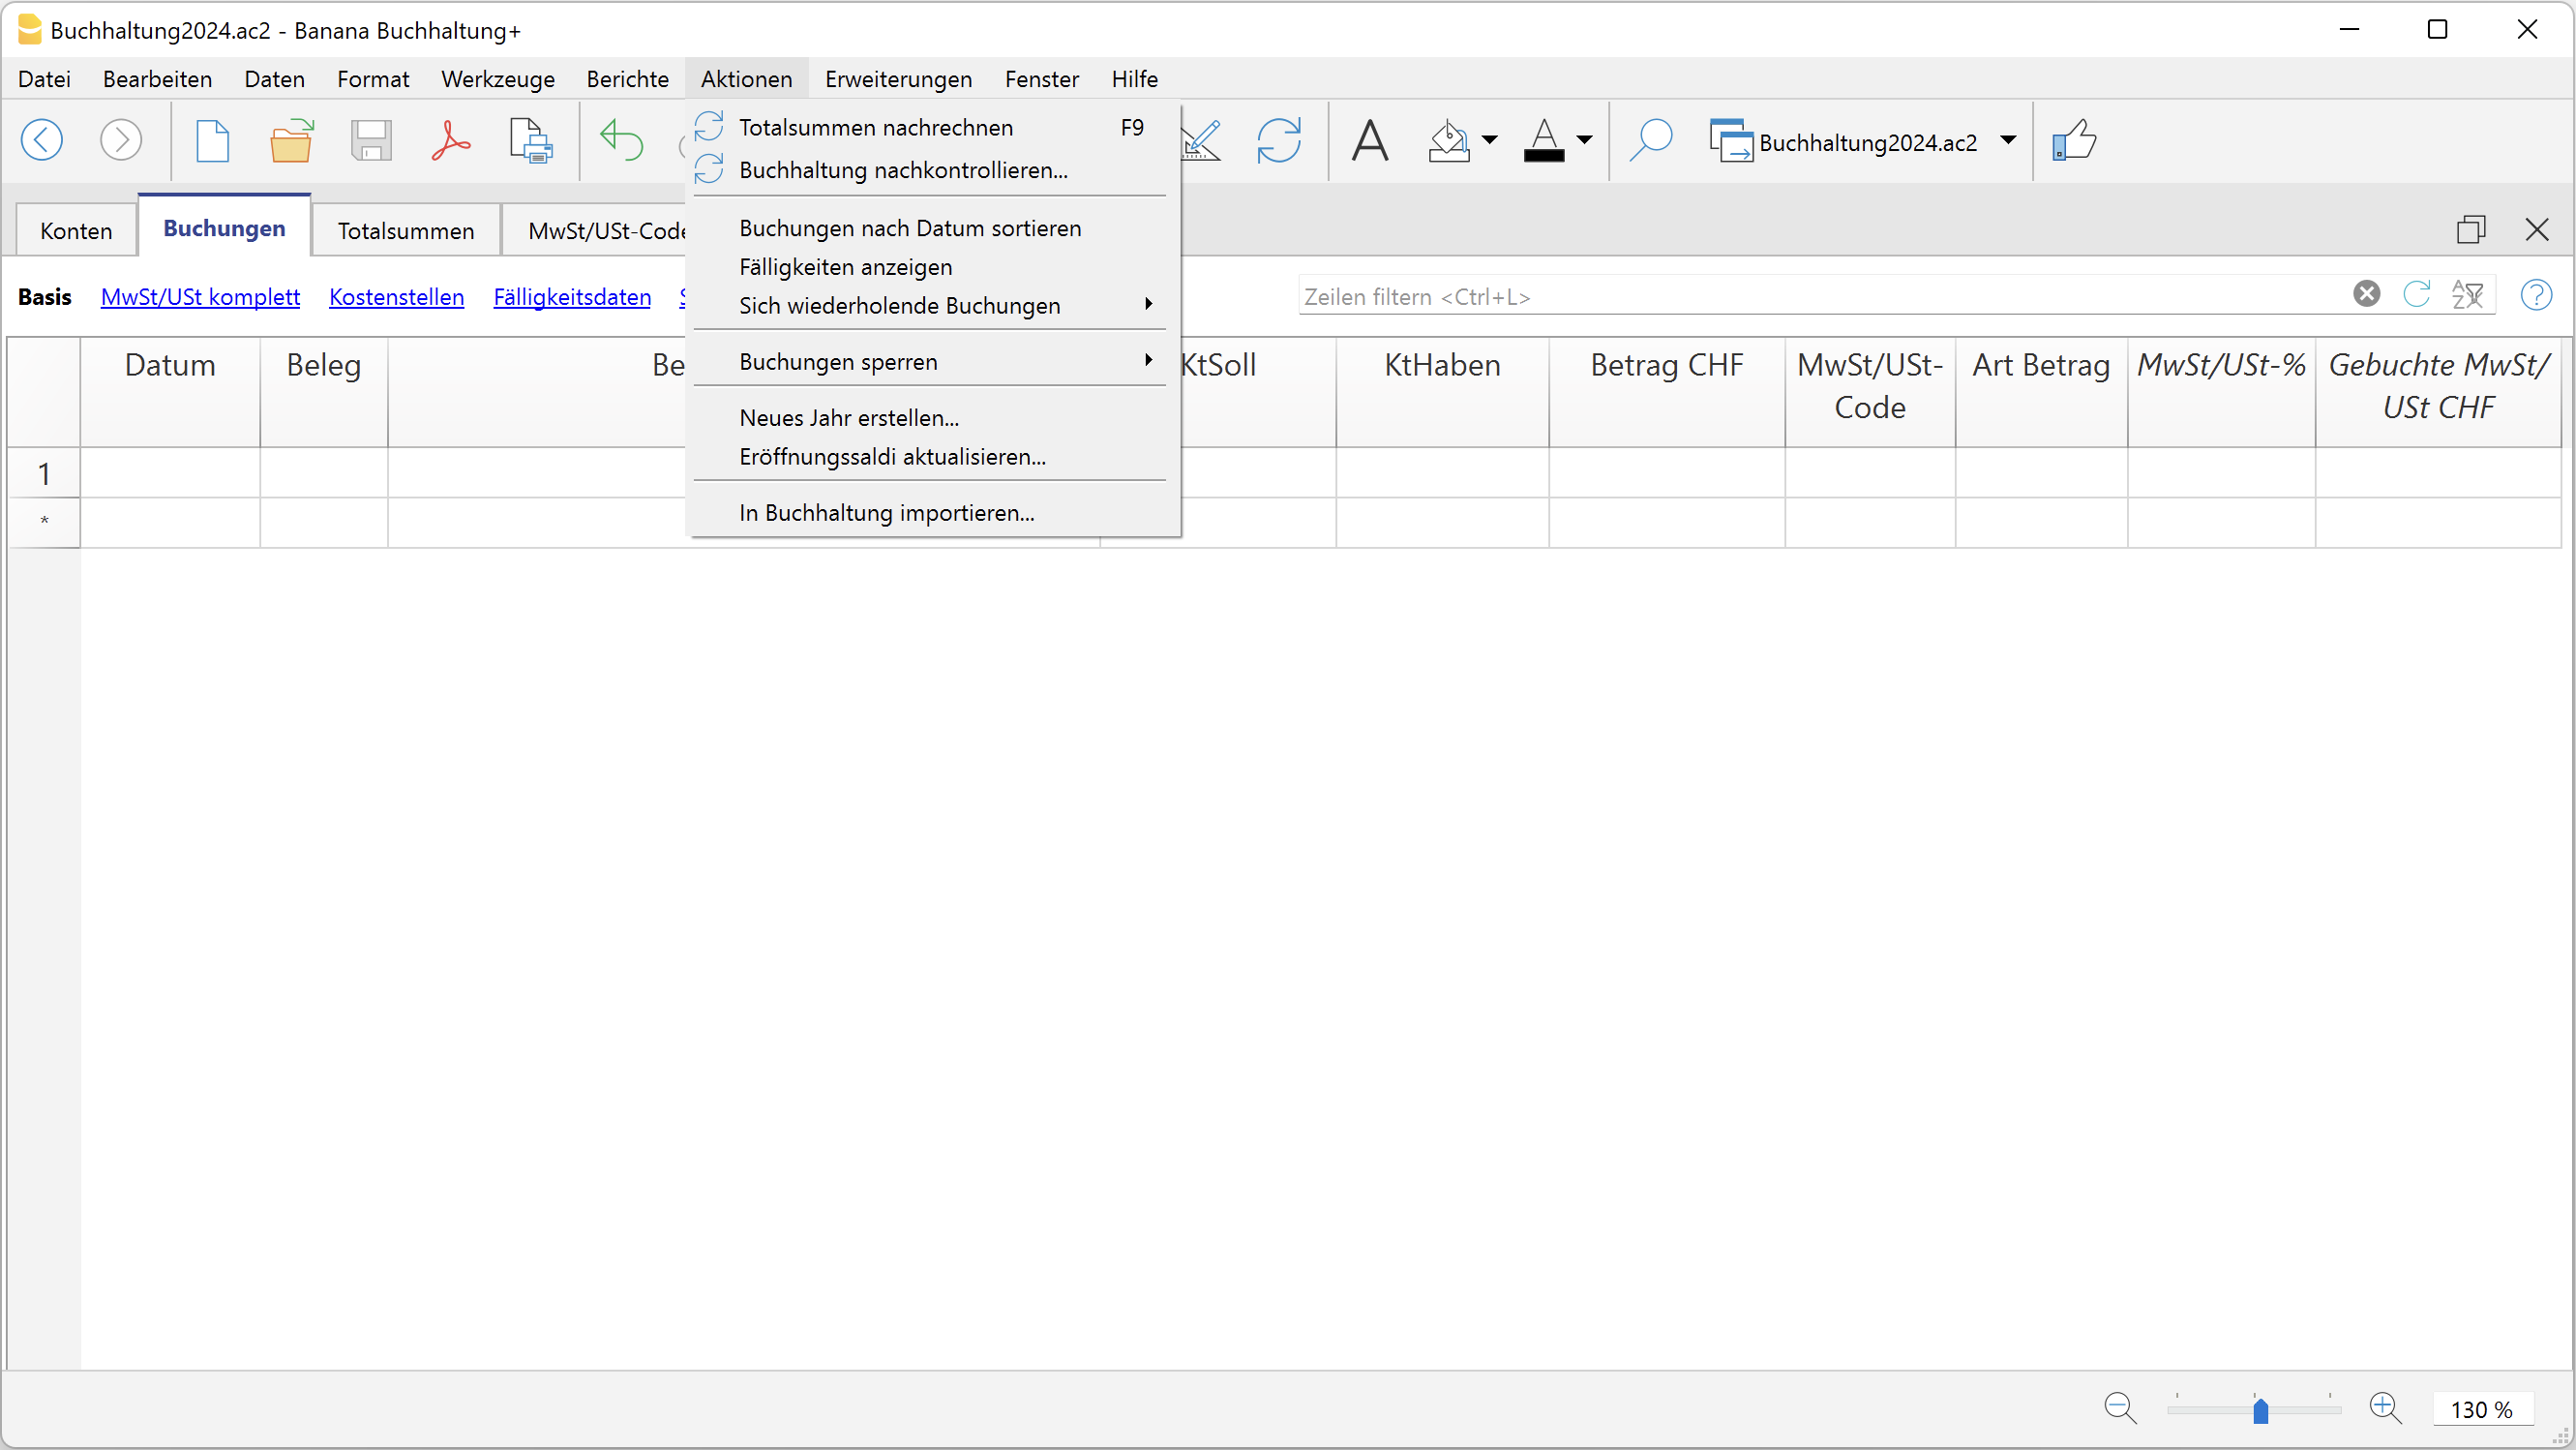 Buchhaltung2024.ac2 - Banana Buchhaltung+
Datei Bearbeiten Daten Format Werkzeuge Berichte Aktionen Erweiterungen Fenster Hilfe
Buchhaltung2024.ac2
Totalsummen nachrechnen F9
Buchhaltung nachkontrollieren...
Buchungen nach Datum sortieren
Fälligkeiten anzeigen
Sich wiederholende Buchungen
Buchungen sperren
Neues Jahr erstellen...
Eröffnungssaldi aktualisieren...
In Buchhaltung importieren...
Konten Buchungen Totalsummen MwSt/USt-Code
Basis MwSt/USt komplett Kostenstellen Fälligkeitsdaten Zeilen filtern <Ctrl+L>
Datum Beleg Be KtSoll KtHaben Betrag CHF MwSt/USt- Art Betrag MwSt/USt-% Gebuchte MwSt/
Code USt CHF
1
*
130 %